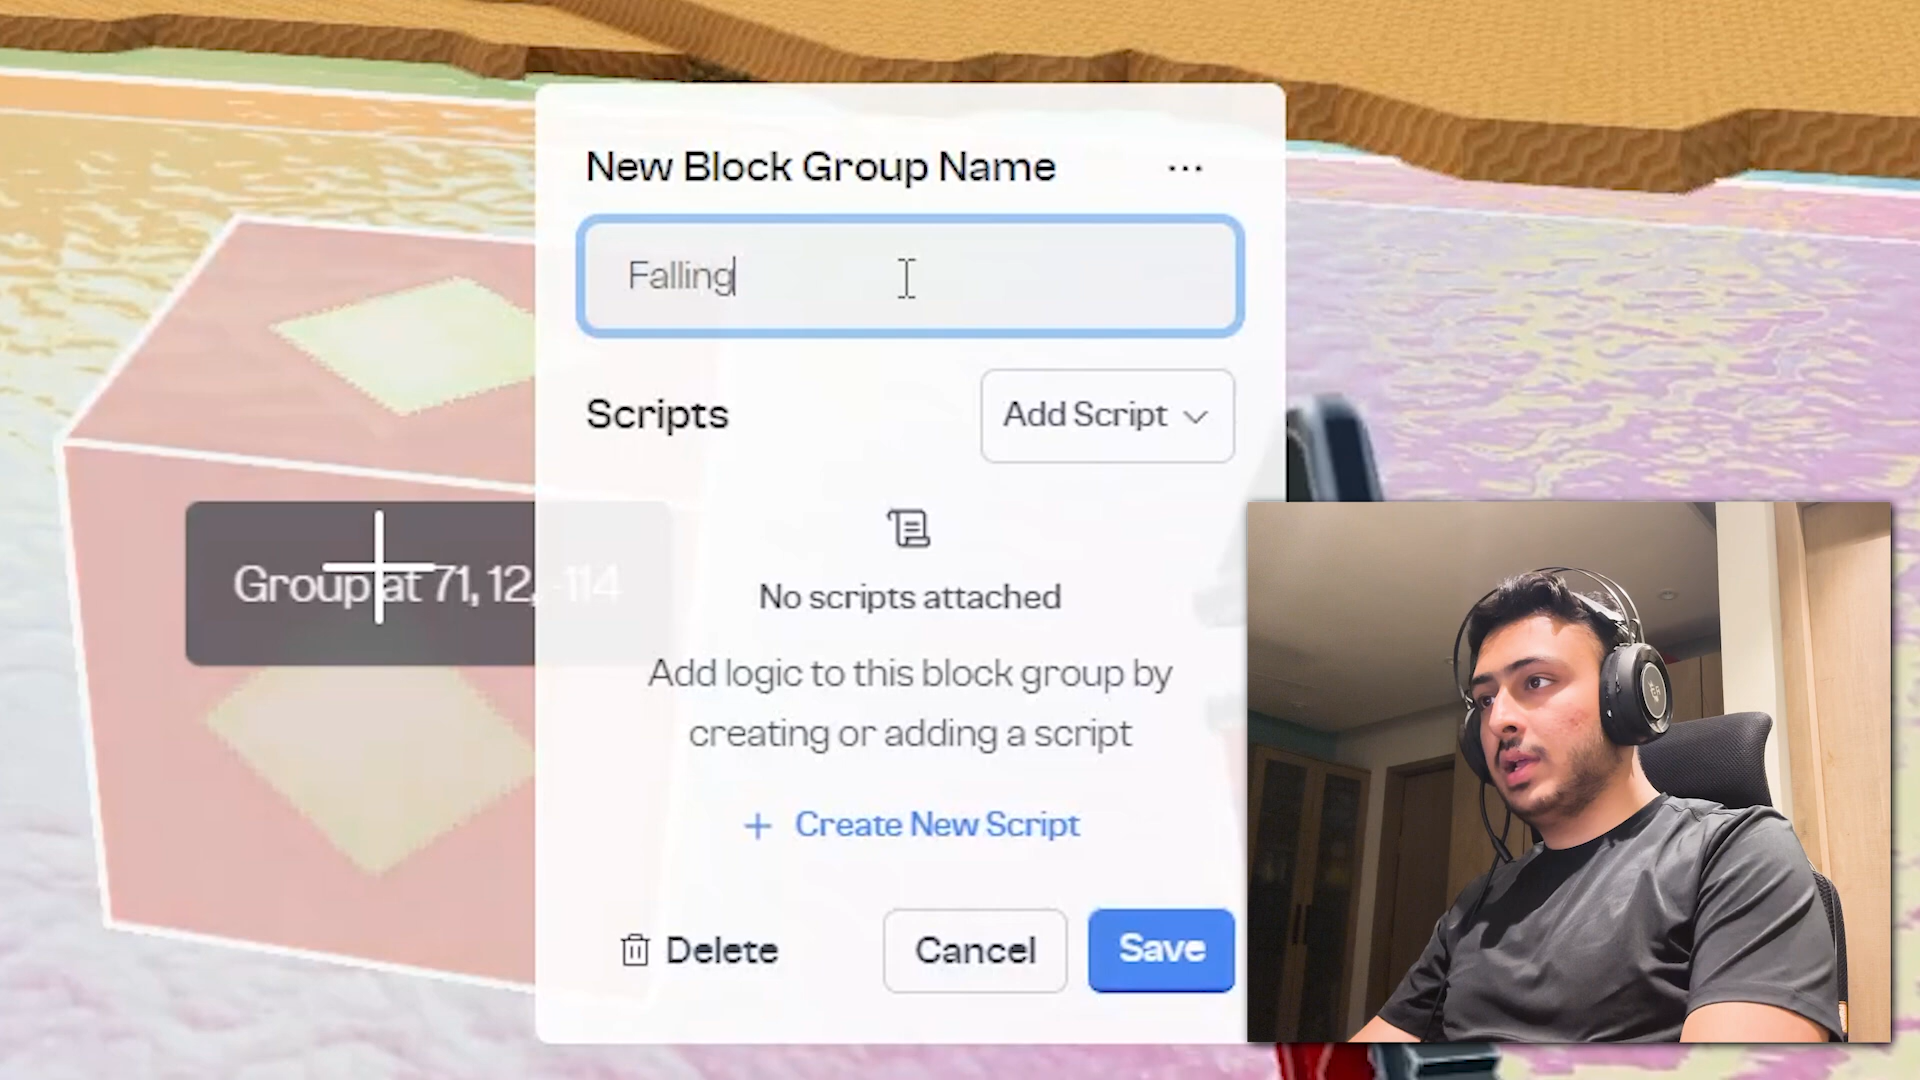 New Block Group Name
Falling
Scripts
Add Script
Group at 71, 12, -114
No scripts attached
Add logic to this block group by
creating or adding a script
+ Create New Script
Delete
Cancel
Save